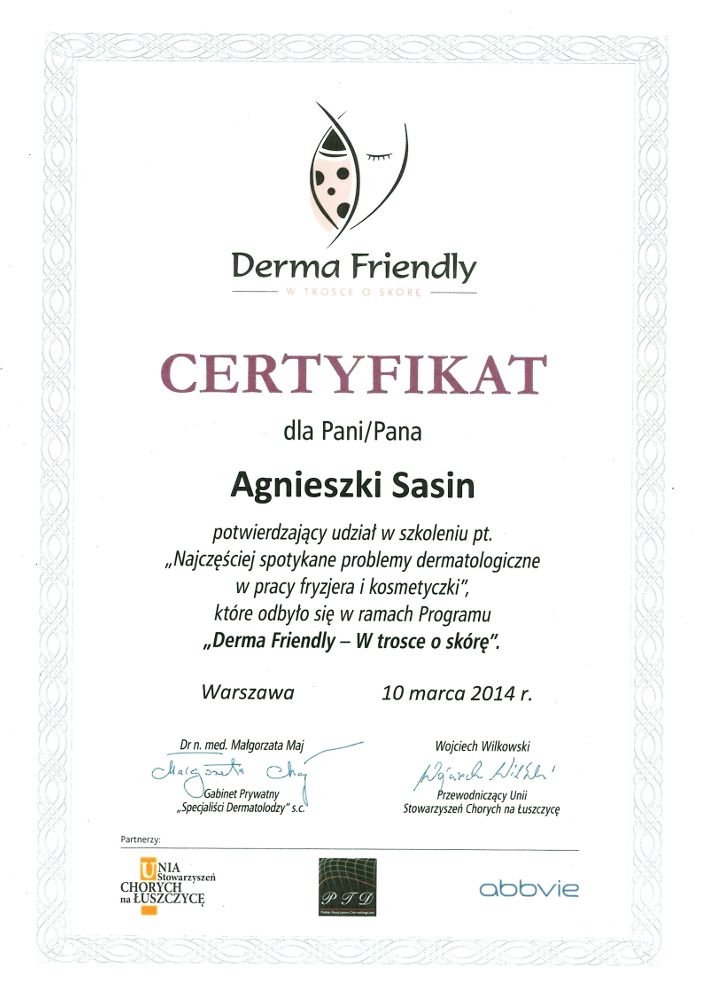 Derma Friendly
W TROSCE O SKÓRĘ
CERTYFIKAT
dla Pani/Pana
Agnieszki Sasin
potwierdzający udział w szkoleniu pt.
„Najczęściej spotykane problemy dermatologiczne
w pracy fryzjera i kosmetyczki”,
które odbyło się w ramach Programu
„Derma Friendly – W trosce o skórę”.
Warszawa 10 marca 2014 r.
Dr n. med. Małgorzata Maj
Małgorzata Maj
Gabinet Prywatny
„Specjaliści Dermatolodzy” s.c.
Wojciech Wilkowski
Przewodniczący Unii
Stowarzyszeń Chorych na Łuszczycę
Partnerzy:
UNIA
Stowarzyszeń
CHORYCH
na ŁUSZCZYCĘ
PTD
abbvie